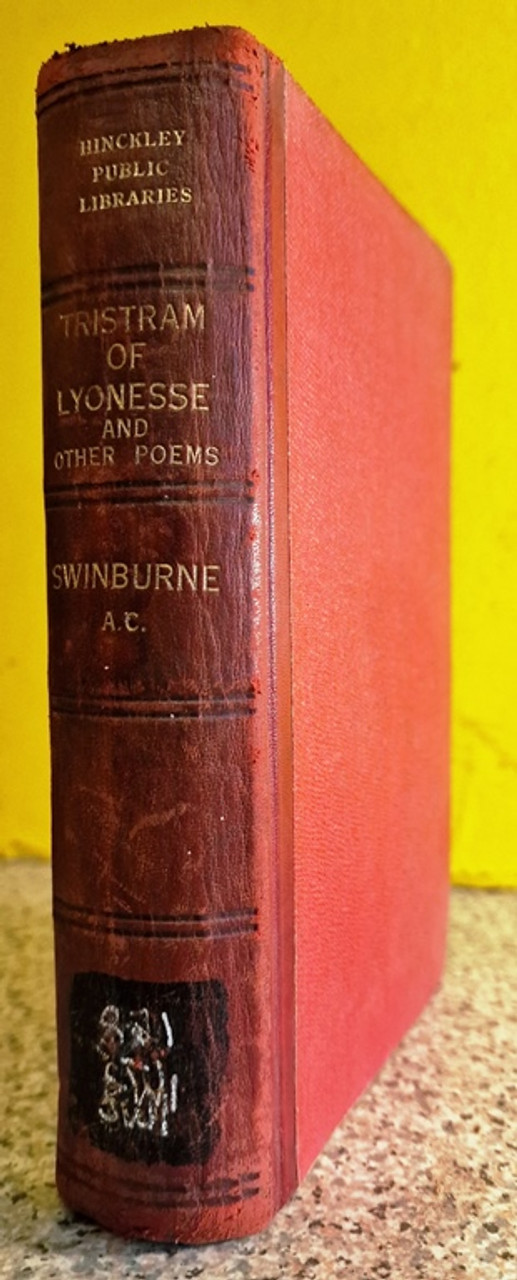 HINCKLEY
PUBLIC
LIBRARIES
TRISTRAM
OF
LYONESSE
AND
OTHER POEMS
SWINBURNE
A.C.
821
SWI